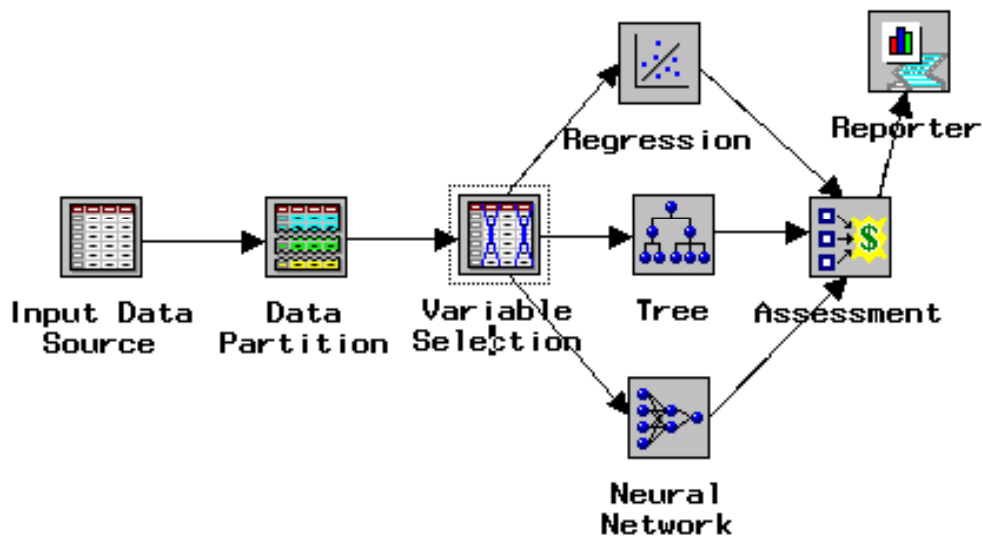 Regression
Reporter
Input Data
Source
Data
Partition
Variable
Selection
Tree
Assessment
$
Neural
Network